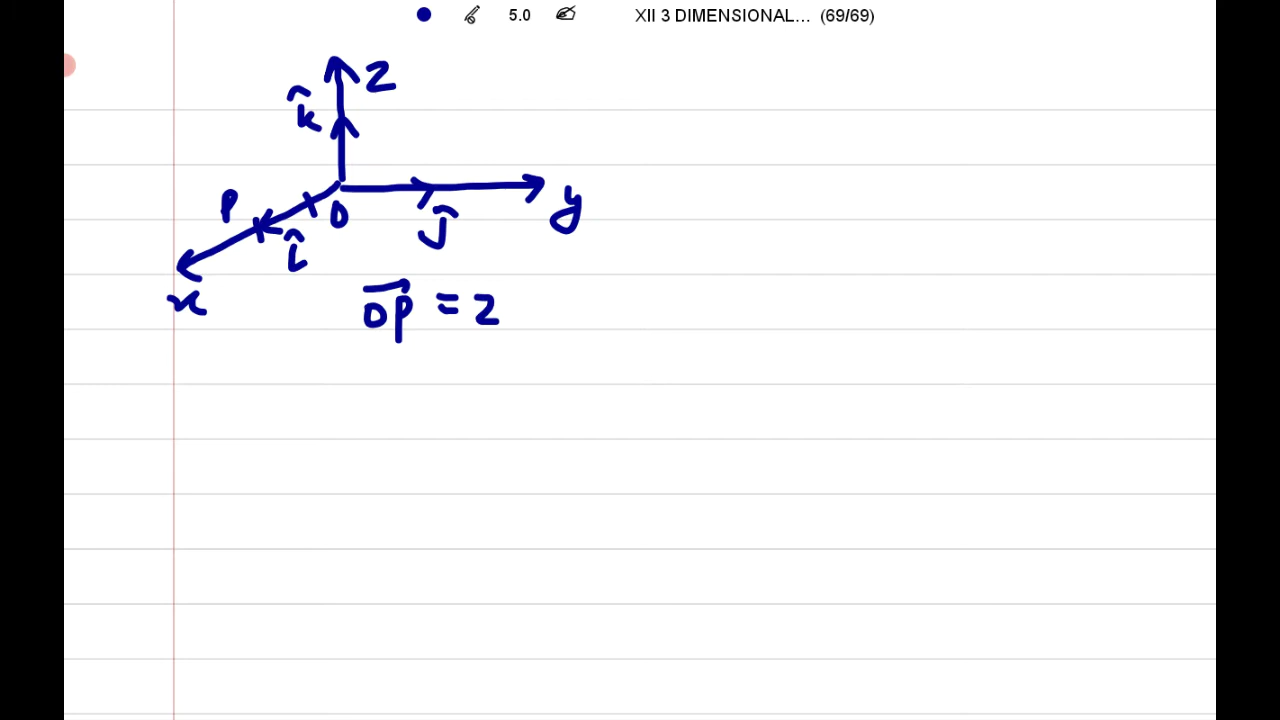 5.0 XII 3 DIMENSIONAL... (69/69)
Z
k̂
P
O
ĵ
y
î
x
→OP = 2